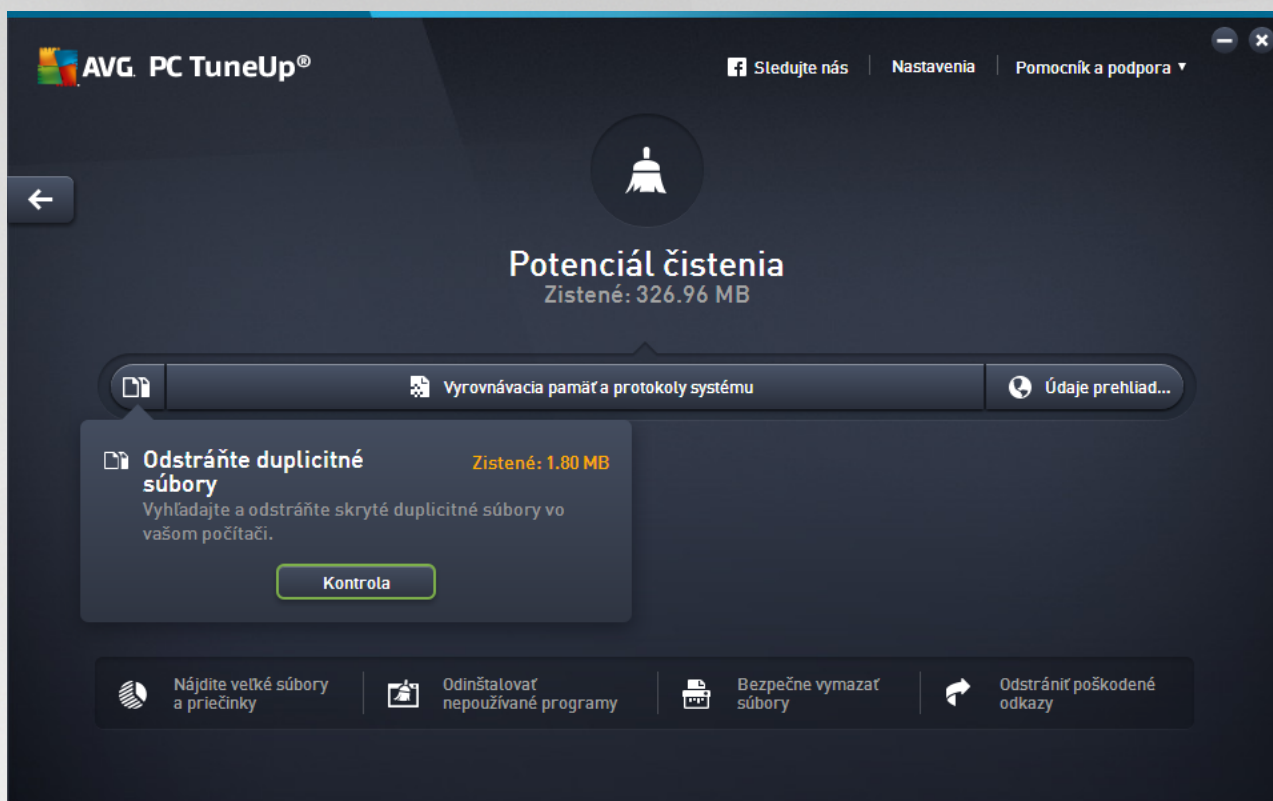 AVG. PC TuneUp®
Sledujte nás
Nastavenia
Pomocník a podpora
Potenciál čistenia
Zistené: 326.96 MB
Vyrovnávacia pamäť a protokoly systému
Údaje prehliad...
Odstráňte duplicitné
súbory
Zistené: 1.80 MB
Vyhľadajte a odstráňte skryté duplicitné súbory vo
vašom počítači.
Kontrola
Nájdite veľké súbory
a priečinky
Odinštalovať
nepoužívané programy
Bezpečne vymazať
súbory
Odstrániť poškodené
odkazy